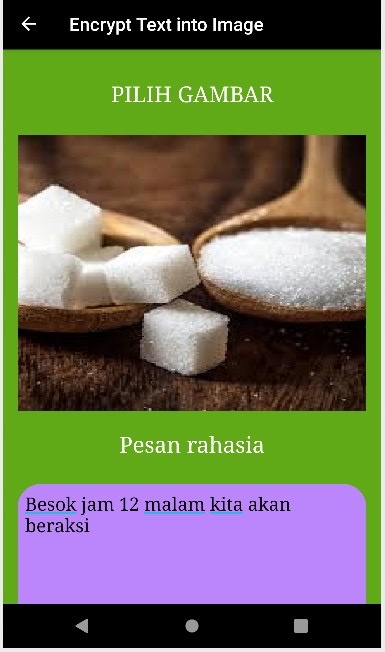 Encrypt Text into Image
PILIH GAMBAR
Pesan rahasia
Besok jam 12 malam kita akan
beraksi